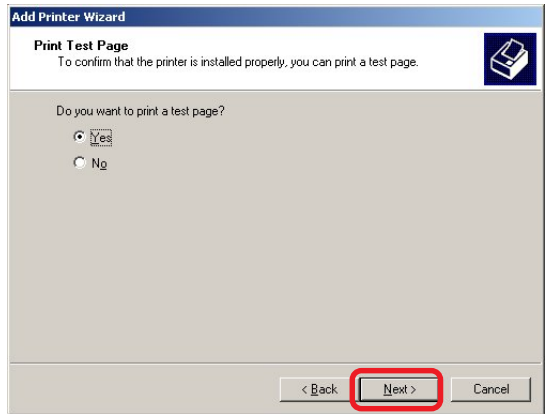 Add Printer Wizard
Print Test Page
To confirm that the printer is installed properly, you can print a test page.
Do you want to print a test page?
Yes
No
< Back
Next >
Cancel